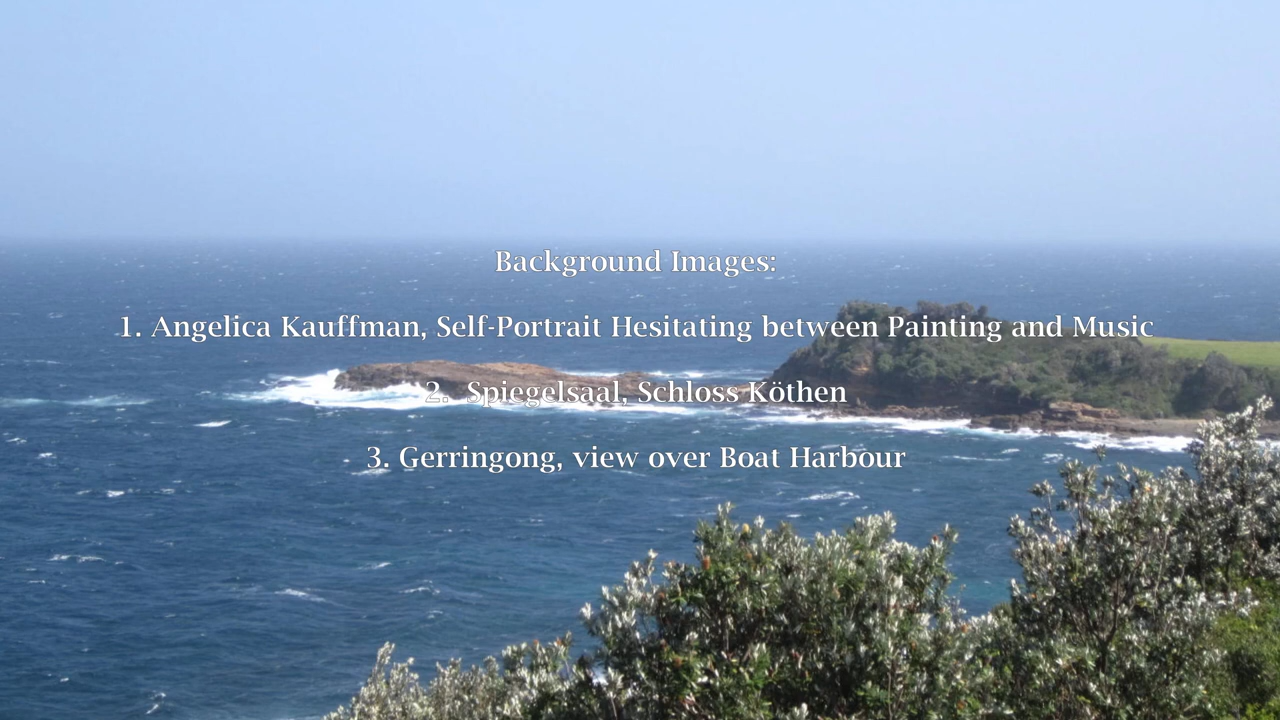 Background Images:
1. Angelica Kauffman, Self-Portrait Hesitating between Painting and Music
2. Spiegelsaal, Schloss Köthen
3. Gerringong, view over Boat Harbour